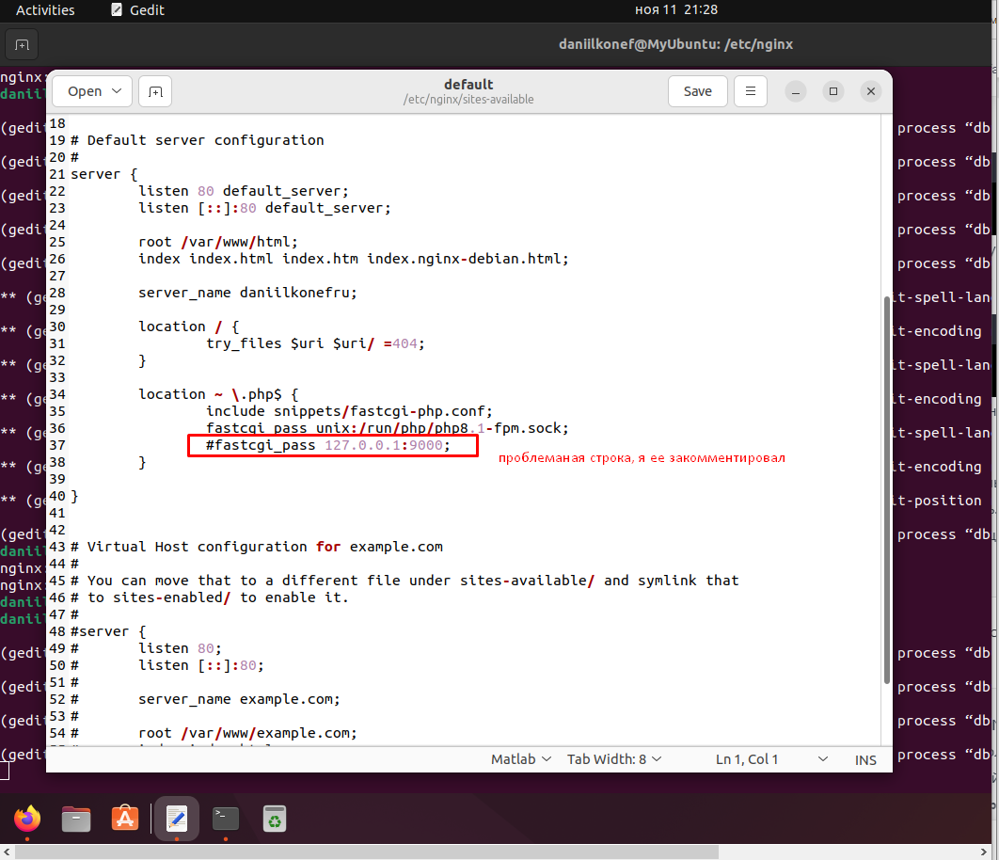 Activities Gedit ноя 11 21:28
daniilkonef@MyUbuntu: /etc/nginx
Open default Save
/etc/nginx/sites-available
18
19 # Default server configuration
20 #
21 server {
22 listen 80 default_server;
23 listen [::]:80 default_server;
24
25 root /var/www/html;
26 index index.html index.htm index.nginx-debian.html;
27
28 server_name daniilkonefru;
29
30 location / {
31 try_files $uri $uri/ =404;
32 }
33
34 location ~ \.php$ {
35 include snippets/fastcgi-php.conf;
36 fastcgi_pass unix:/run/php/php8.1-fpm.sock;
37 #fastcgi_pass 127.0.0.1:9000;
проблеманая строка, я ее закомментировал
38 }
39
40 }
41
42
43 # Virtual Host configuration for example.com
44 #
45 # You can move that to a different file under sites-available/ and symlink that
46 # to sites-enabled/ to enable it.
47 #
48 #server {
49 # listen 80;
50 # listen [::]:80;
51 #
52 # server_name example.com;
53 #
54 # root /var/www/example.com;
Matlab Tab Width: 8 Ln 1, Col 1 INS
nginx:
daniil
(gedit process “db
(gedit process “db
(gedit process “db
(gedit process “db
(gedit process “db
** (ge it-spell-lan
** (ge it-encoding
** (ge it-spell-lan
** (ge it-encoding
** (ge it-spell-lan
** (ge it-encoding
** (ge it-position
(gedit process “db
daniil
nginx:
nginx:
daniil
daniil
(gedit process “db
(gedit process “db
(gedit process “db
(gedit process “db